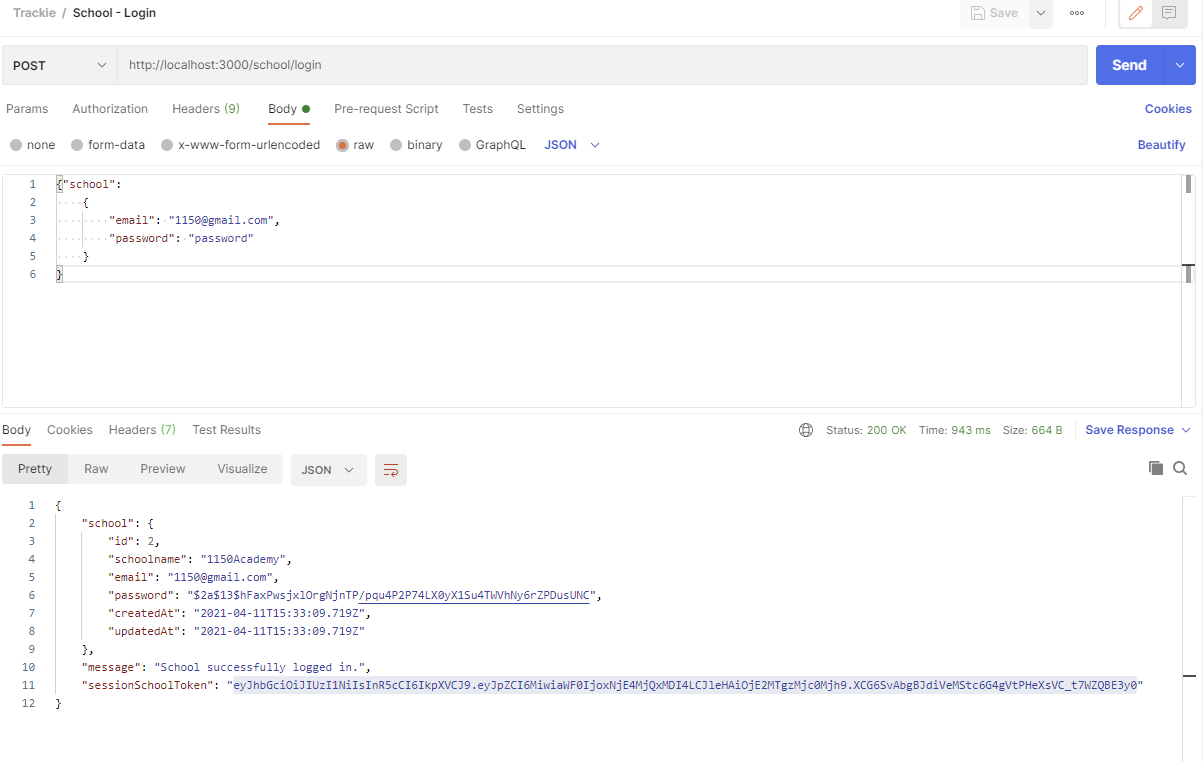 Trackie / School - Login
Save
POST
http://localhost:3000/school/login
Send
Params Authorization Headers (9) Body Pre-request Script Tests Settings Cookies
none form-data x-www-form-urlencoded raw binary GraphQL JSON Beautify
1 {"school":
2 {
3 "email": "1150@gmail.com",
4 "password": "password"
5 }
6 }
Body Cookies Headers (7) Test Results Status: 200 OK Time: 943 ms Size: 664 B Save Response
Pretty Raw Preview Visualize JSON
1 {
2 "school": {
3 "id": 2,
4 "schoolname": "1150Academy",
5 "email": "1150@gmail.com",
6 "password": "$2a$13$hFaxPwsjxlOrgNjnTP/pqu4P2P74LX0yX1Su4TWVhNy6rZPDusUNC",
7 "createdAt": "2021-04-11T15:33:09.719Z",
8 "updatedAt": "2021-04-11T15:33:09.719Z"
9 },
10 "message": "School successfully logged in.",
11 "sessionSchoolToken": "eyJhbGciOiJIUzI1NiIsInR5cCI6IkpXVCJ9.eyJpZCI6MiwiaWF0IjoxNjE4MjQxMDI4LCJleHAiOjE2MTgzMjc0Mjh9.XCG6SvAbgBJdiVeMStc6G4gVtPHeXsVC_t7WZQBE3y0"
12 }